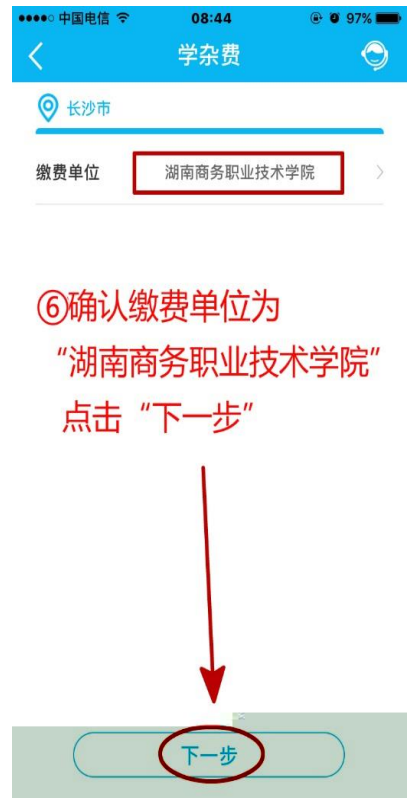 中国电信 08:44 97%
学杂费
长沙市
缴费单位 湖南商务职业技术学院
⑥确认缴费单位为
“湖南商务职业技术学院”
点击“下一步”
下一步